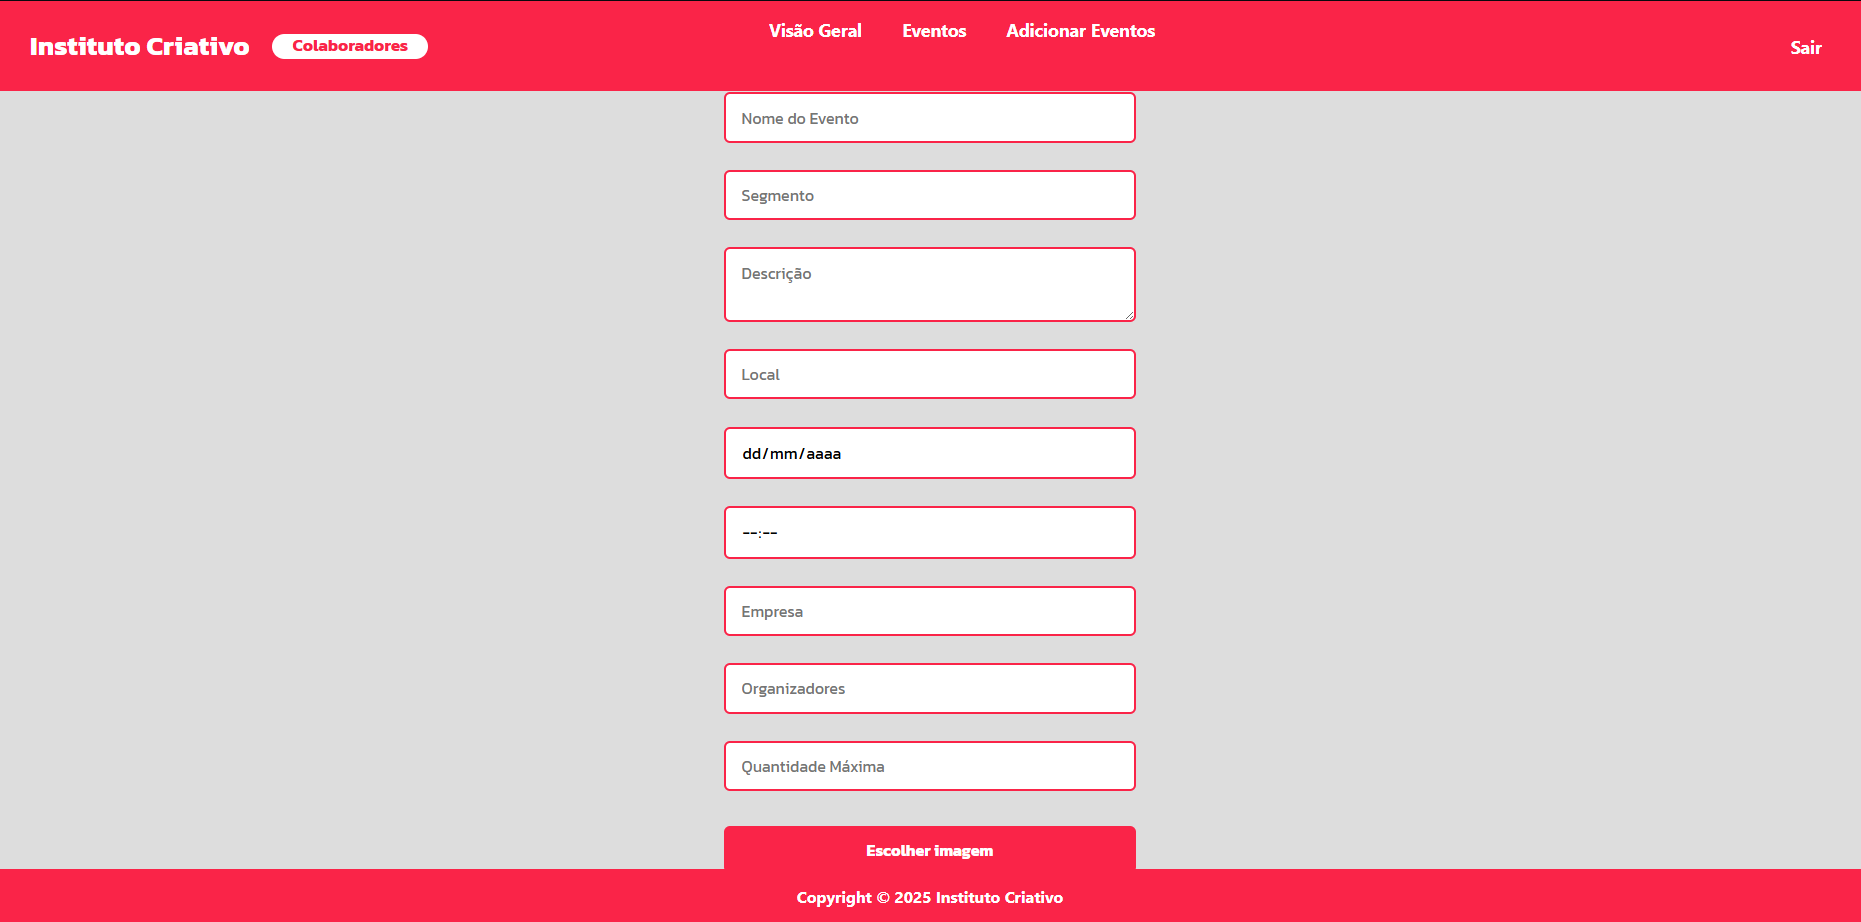 Instituto Criativo
Colaboradores
Visão Geral
Eventos
Adicionar Eventos
Sair
Nome do Evento
Segmento
Descrição
Local
dd/mm/aaaa
--:--
Empresa
Organizadores
Quantidade Máxima
Escolher imagem
Copyright © 2025 Instituto Criativo